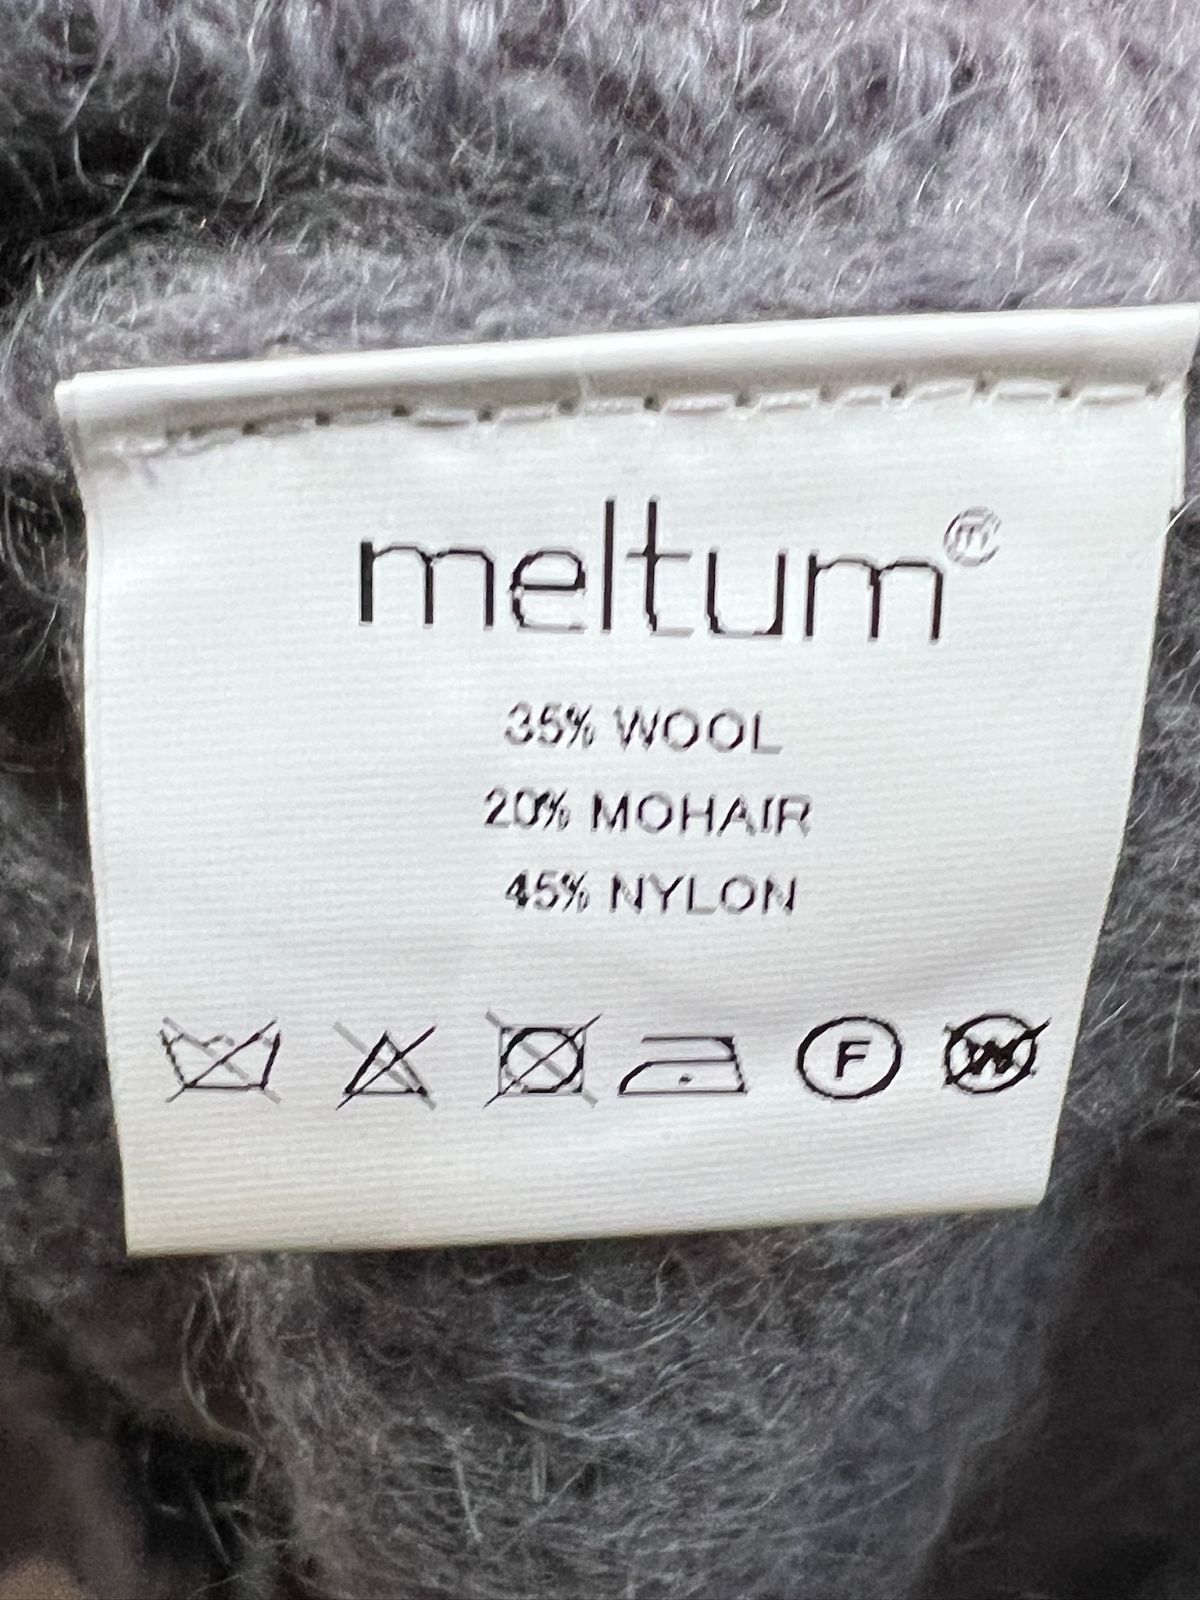 meltum
35% WOOL
20% MOHAIR
45% NYLON
F W